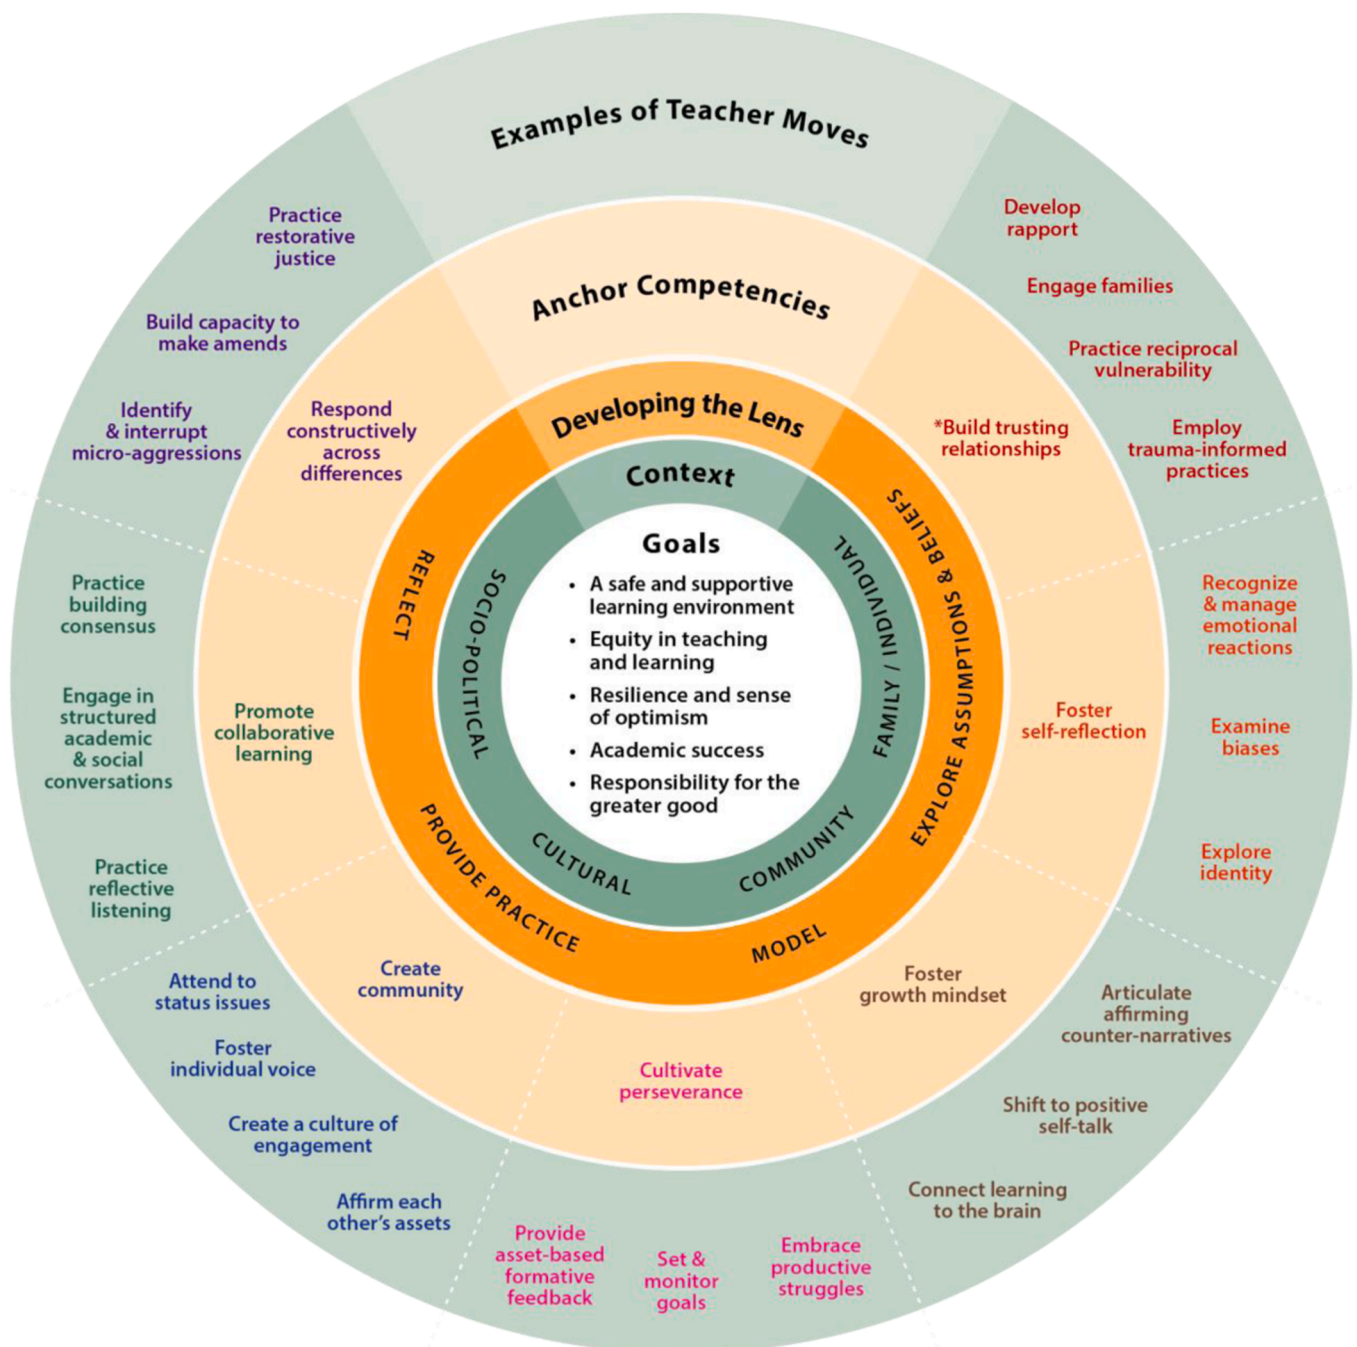 Examples of Teacher Moves
Anchor Competencies
Developing the Lens
Context
Goals
• A safe and supportive
learning environment
• Equity in teaching
and learning
• Resilience and sense
of optimism
• Academic success
• Responsibility for the
greater good
FAMILY / INDIVIDUAL
COMMUNITY
CULTURAL
SOCIO-POLITICAL
EXPLORE ASSUMPTIONS & BELIEFS
MODEL
PROVIDE PRACTICE
REFLECT
*Build trusting
relationships
Develop
rapport
Engage families
Practice reciprocal
vulnerability
Employ
trauma-informed
practices
Foster
self-reflection
Recognize
& manage
emotional
reactions
Examine
biases
Explore
identity
Foster
growth mindset
Articulate
affirming
counter-narratives
Shift to positive
self-talk
Connect learning
to the brain
Cultivate
perseverance
Embrace
productive
struggles
Set &
monitor
goals
Provide
asset-based
formative
feedback
Create
community
Affirm each
other's assets
Create a culture of
engagement
Foster
individual voice
Attend to
status issues
Promote
collaborative
learning
Practice
reflective
listening
Engage in
structured
academic
& social
conversations
Practice
building
consensus
Respond
constructively
across
differences
Identify
& interrupt
micro-aggressions
Build capacity to
make amends
Practice
restorative
justice